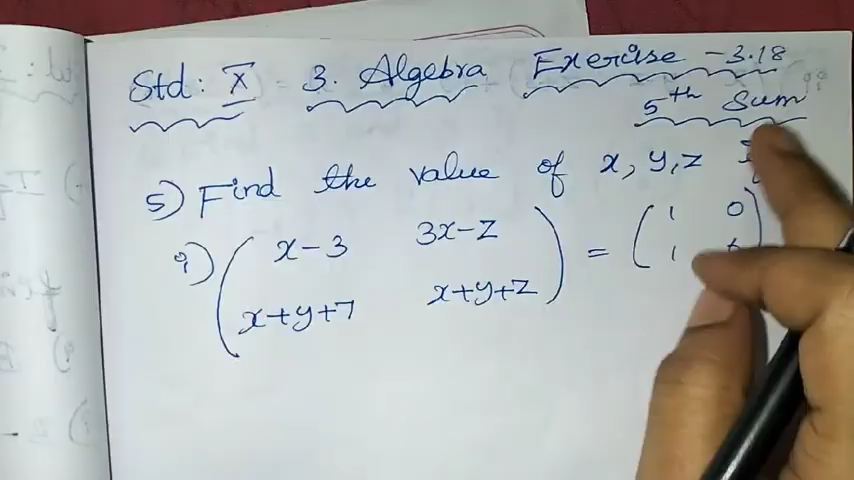 Std: X 3. Algebra Exercise - 3.18
5th Sum
5) Find the value of x, y, z
i) ( x-3 3x-z ) = ( 1 0 )
( x+y+7 x+y+z ) ( 1